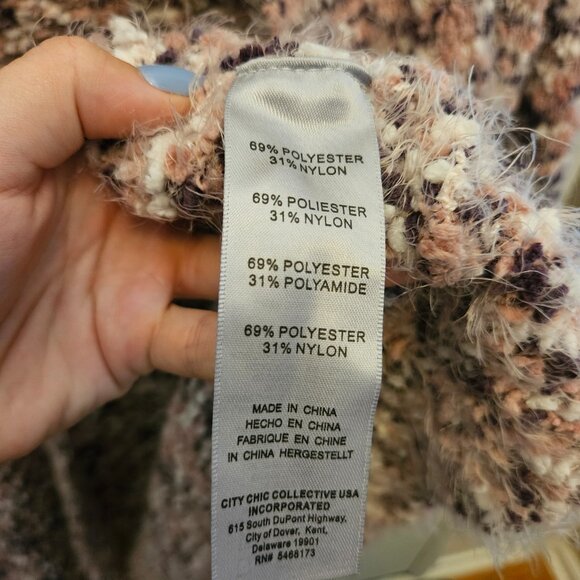 69% POLYESTER
31% NYLON
69% POLIESTER
31% NYLON
69% POLYESTER
31% POLYAMIDE
69% POLYESTER
31% NYLON
MADE IN CHINA
HECHO EN CHINA
FABRIQUE EN CHINE
IN CHINA HERGESTELLT
CITY CHIC COLLECTIVE USA
INCORPORATED
615 South DuPont Highway,
City of Dover, Kent,
Delaware 19901
RN# 5468173